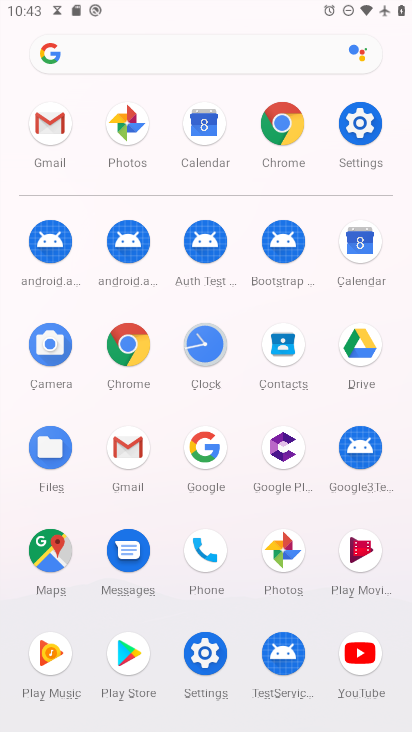 10:43
Gmail Photos Calendar Chrome Settings
android.a... android.a... Auth Test ... Bootstrap ... Calendar
Camera Chrome Clock Contacts Drive
Files Gmail Google Google Pl... Google3Te...
Maps Messages Phone Photos Play Movi...
Play Music Play Store Settings TestServic... YouTube